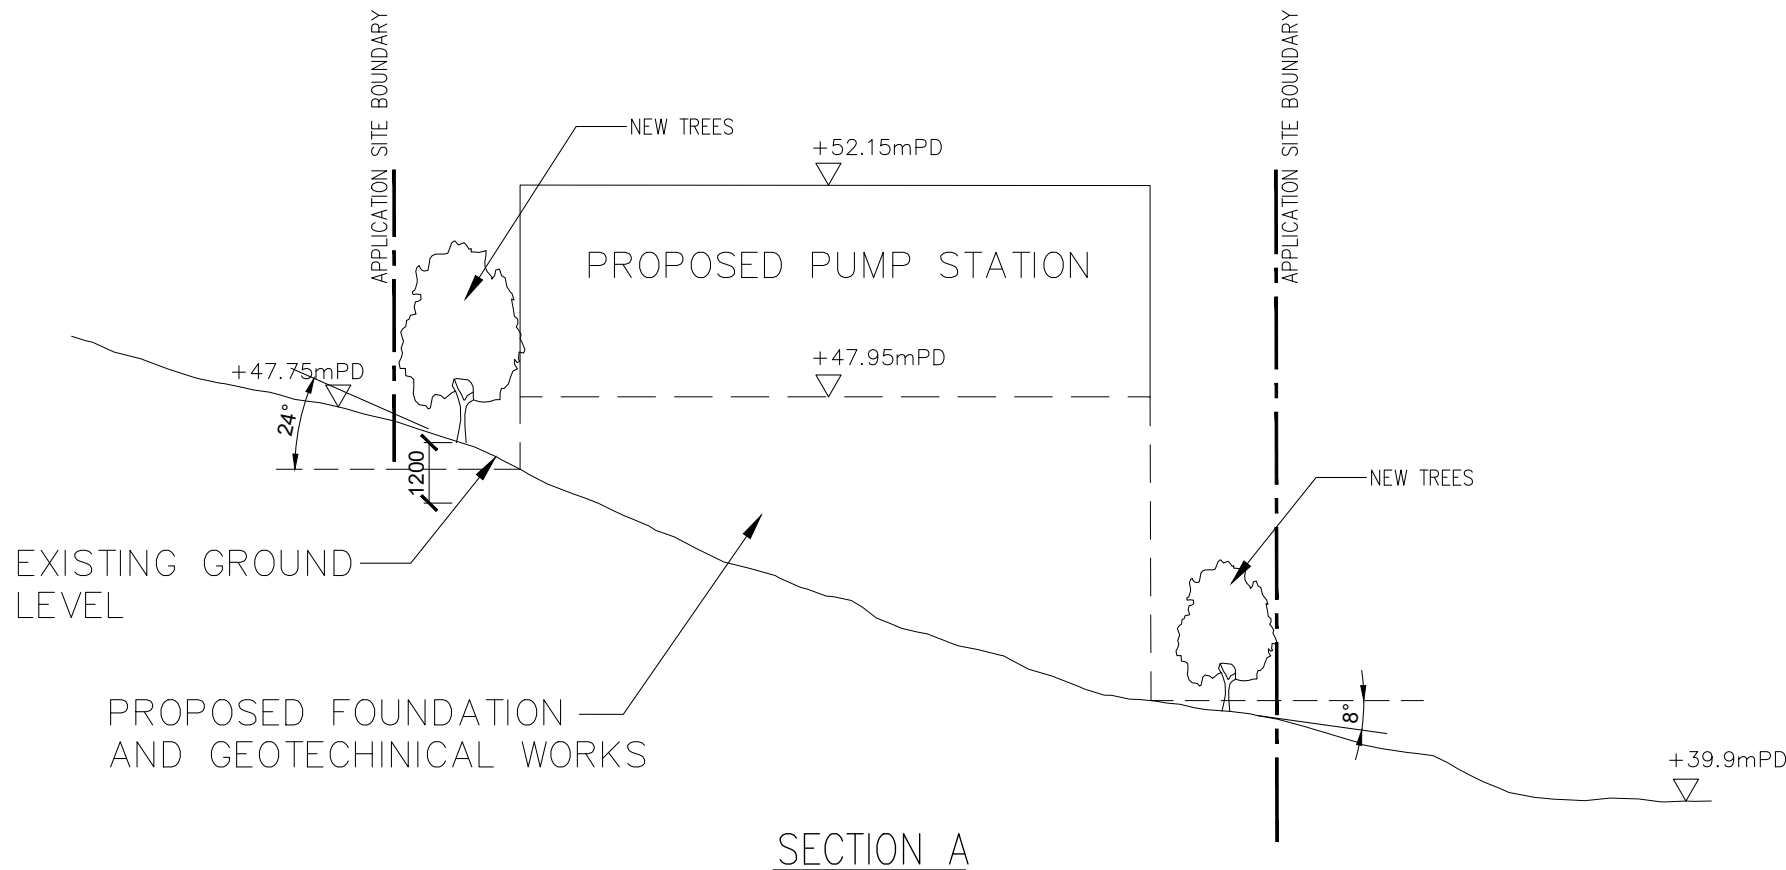 APPLICATION SITE BOUNDARY
APPLICATION SITE BOUNDARY
NEW TREES
+52.15mPD
PROPOSED PUMP STATION
+47.75mPD
+47.95mPD
24°
1200
NEW TREES
EXISTING GROUND
LEVEL
PROPOSED FOUNDATION
AND GEOTECHINICAL WORKS
8°
+39.9mPD
SECTION A